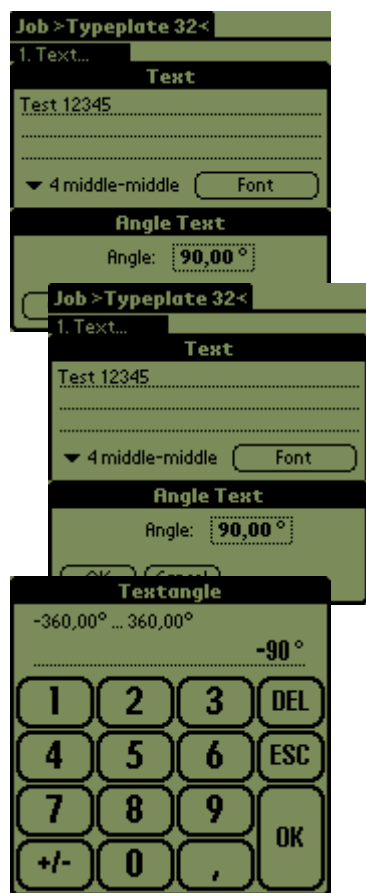 Job >Typeplate 32<
1. Text...
Text
Test 12345
4 middle-middle Font
Angle Text
Angle: 90,00 °
Job >Typeplate 32<
1. Text...
Text
Test 12345
4 middle-middle Font
Angle Text
Angle: 90,00 °
OK Cancel
Textangle
-360,00° ... 360,00°
-90 °
1 2 3 DEL
4 5 6 ESC
7 8 9
OK
+/- 0 ,